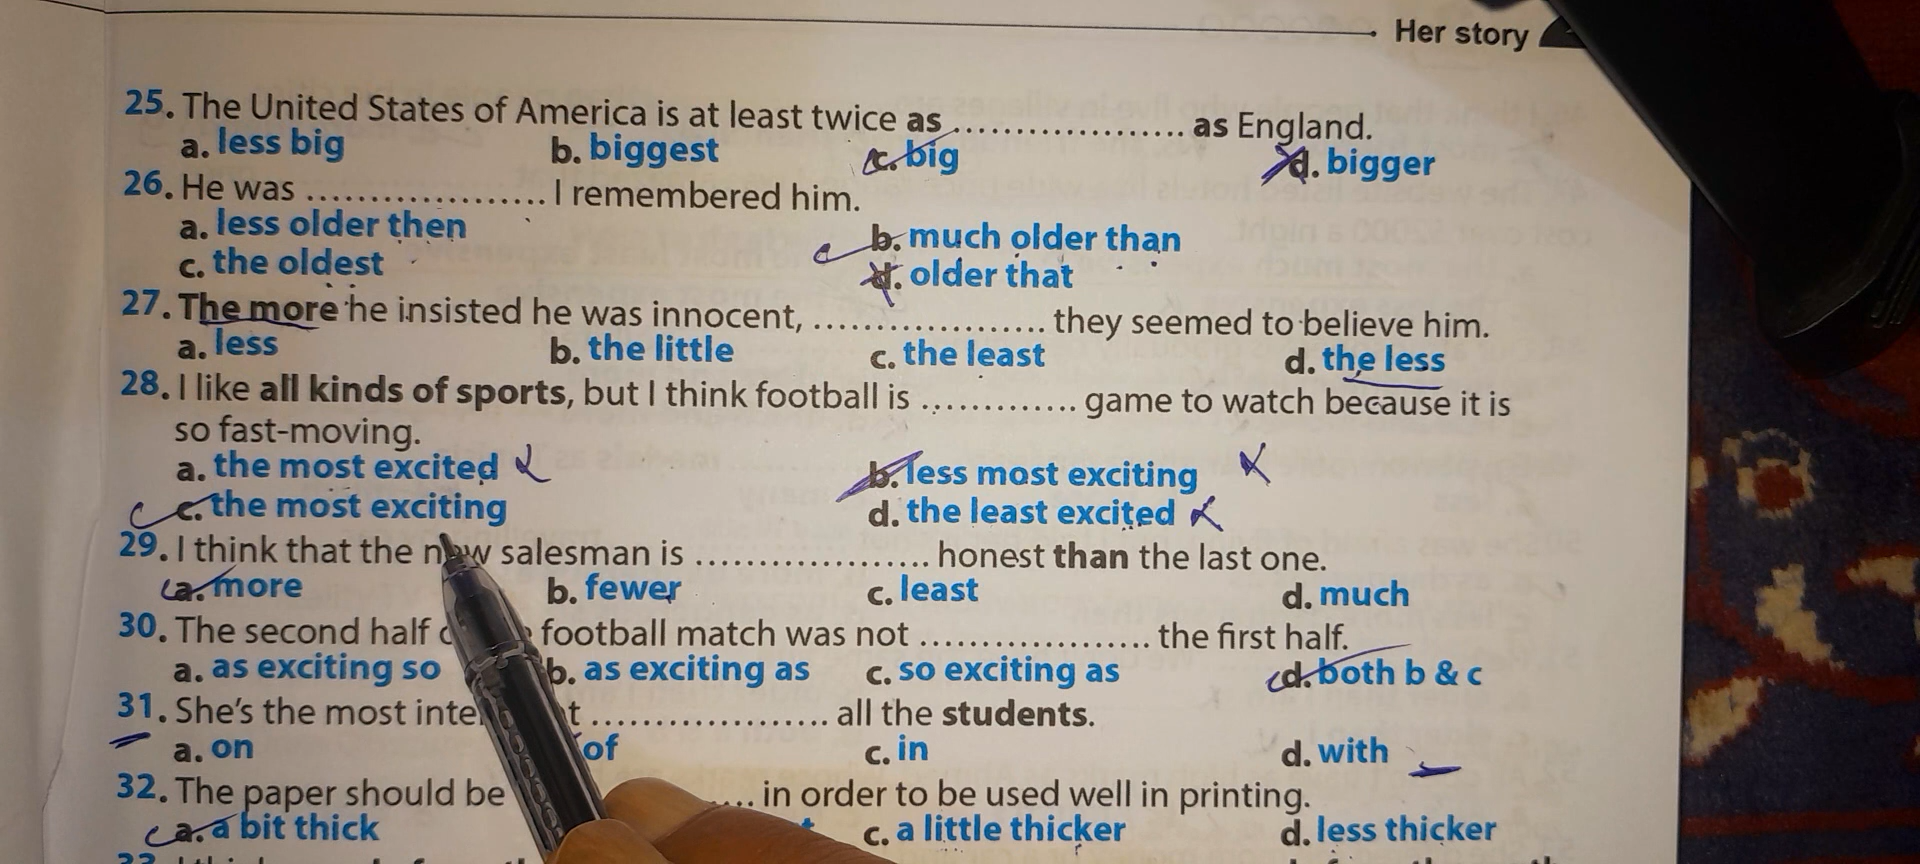 Her story
25. The United States of America is at least twice as .................... as England.
a. less big b. biggest c. big d. bigger
26. He was .................... I remembered him.
a. less older then b. much older than
c. the oldest d. older that
27. The more he insisted he was innocent, .................... they seemed to believe him.
a. less b. the little c. the least d. the less
28. I like all kinds of sports, but I think football is ............. game to watch because it is
so fast-moving.
a. the most excited b. less most exciting
c. the most exciting d. the least excited
29. I think that the new salesman is .................... honest than the last one.
a. more b. fewer c. least d. much
30. The second half football match was not .................... the first half.
a. as exciting so b. as exciting as c. so exciting as d. both b & c
31. She's the most .................... all the students.
a. on of c. in d. with
32. The paper should be .... in order to be used well in printing.
a. a bit thick c. a little thicker d. less thicker